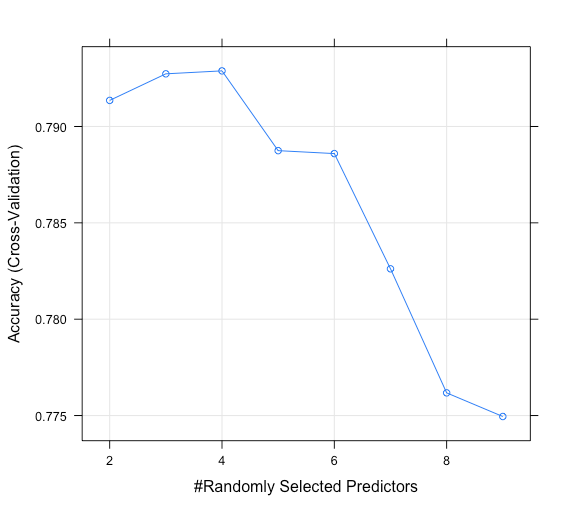 Accuracy (Cross-Validation)
0.790
0.785
0.780
0.775
2 4 6 8
#Randomly Selected Predictors